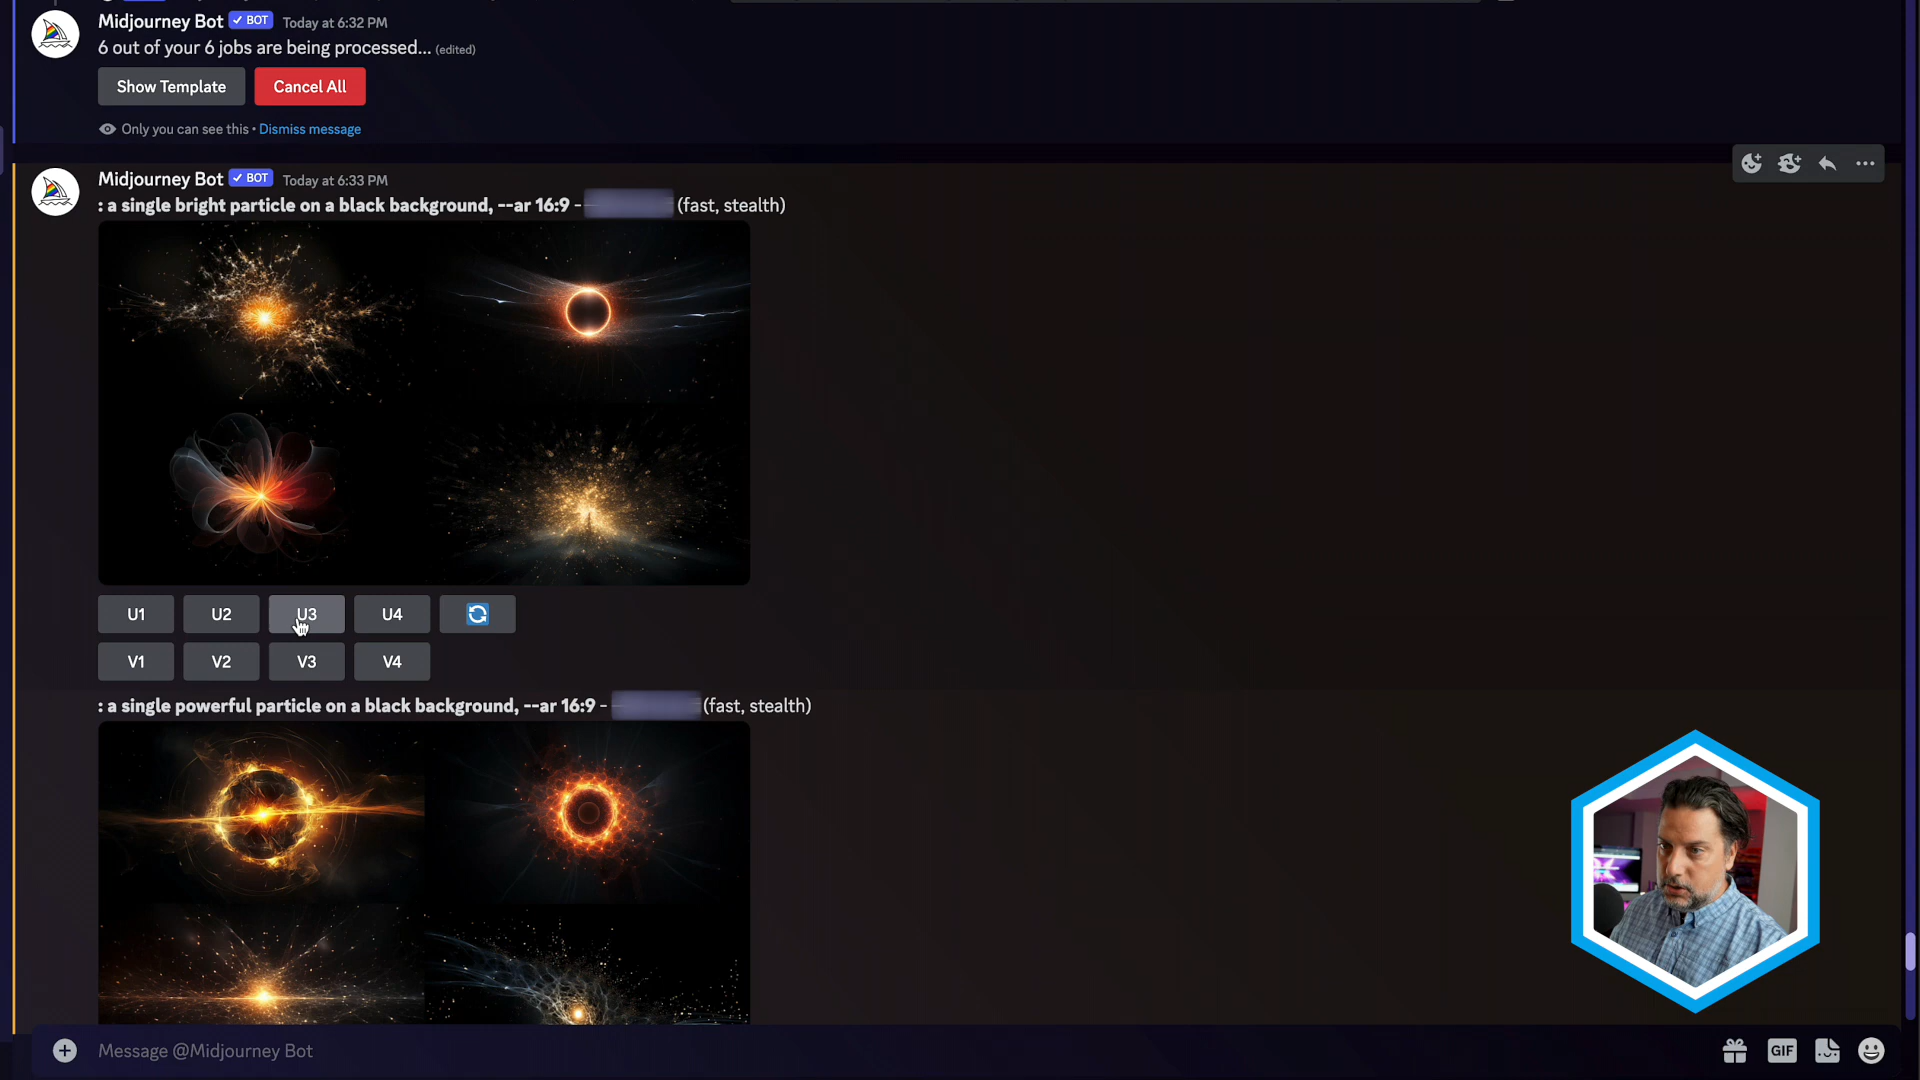 Midjourney Bot ✓ BOT Today at 6:32 PM
6 out of your 6 jobs are being processed... (edited)
Show Template Cancel All
Only you can see this • Dismiss message
Midjourney Bot ✓ BOT Today at 6:33 PM
: a single bright particle on a black background, --ar 16:9 - (fast, stealth)
U1 U2 U3 U4
V1 V2 V3 V4
: a single powerful particle on a black background, --ar 16:9 - (fast, stealth)
Message @Midjourney Bot
GIF